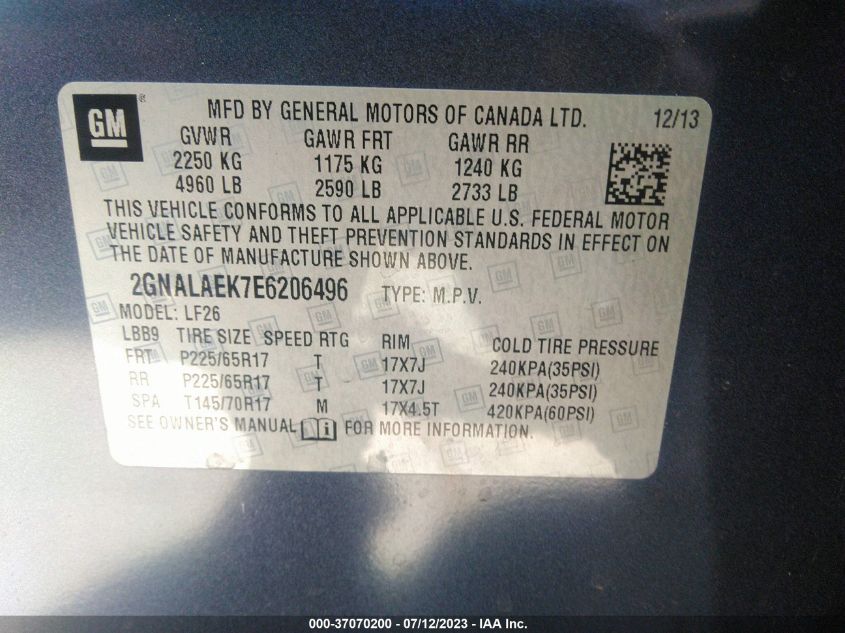 GM ®
MFD BY GENERAL MOTORS OF CANADA LTD. 12/13
GVWR GAWR FRT GAWR RR
2250 KG 1175 KG 1240 KG
4960 LB 2590 LB 2733 LB
THIS VEHICLE CONFORMS TO ALL APPLICABLE U.S. FEDERAL MOTOR
VEHICLE SAFETY AND THEFT PREVENTION STANDARDS IN EFFECT ON
THE DATE OF MANUFACTURE SHOWN ABOVE.
2GNALAEK7E6206496 TYPE: M.P.V.
MODEL: LF26
LBB9 TIRE SIZE SPEED RTG RIM COLD TIRE PRESSURE
FRT P225/65R17 T 17X7J 240KPA(35PSI)
RR P225/65R17 T 17X7J 240KPA(35PSI)
SPA T145/70R17 M 17X4.5T 420KPA(60PSI)
SEE OWNER'S MANUAL i FOR MORE INFORMATION.
000-37070200 - 07/12/2023 - IAA Inc.